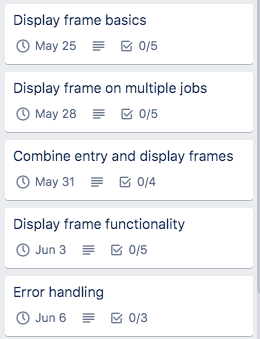 Display frame basics
May 25 0/5
Display frame on multiple jobs
May 28 0/5
Combine entry and display frames
May 31 0/4
Display frame functionality
Jun 3 0/5
Error handling
Jun 6 0/3